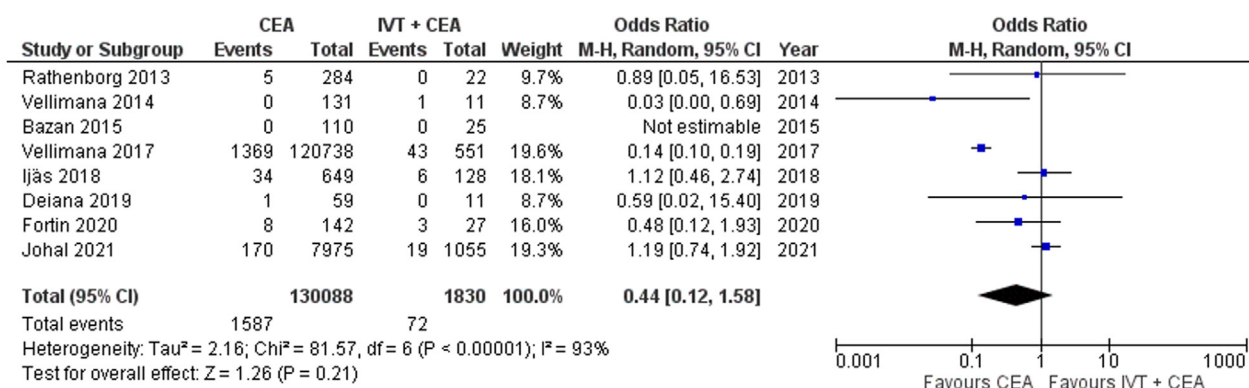 CEA IVT + CEA Odds Ratio Odds Ratio
Study or Subgroup Events Total Events Total Weight M-H, Random, 95% CI Year M-H, Random, 95% CI
Rathenborg 2013 5 284 0 22 9.7% 0.89 [0.05, 16.53] 2013
Vellimana 2014 0 131 1 11 8.7% 0.03 [0.00, 0.69] 2014
Bazan 2015 0 110 0 25 Not estimable 2015
Vellimana 2017 1369 120738 43 551 19.6% 0.14 [0.10, 0.19] 2017
Ijäs 2018 34 649 6 128 18.1% 1.12 [0.46, 2.74] 2018
Deiana 2019 1 59 0 11 8.6% 0.59 [0.02, 15.40] 2019
Fortin 2020 8 142 3 27 16.0% 0.48 [0.12, 1.93] 2020
Johal 2021 170 7975 19 1055 19.3% 1.19 [0.74, 1.92] 2021
Total (95% CI) 130088 1830 100.0% 0.44 [0.12, 1.58]
Total events 1587 72
Heterogeneity: Tau² = 2.16; Chi² = 81.57, df = 6 (P < 0.00001); I² = 93%
Test for overall effect: Z = 1.26 (P = 0.21)
0.001 0.1 1 10 1000
Favours CEA Favours IVT + CEA